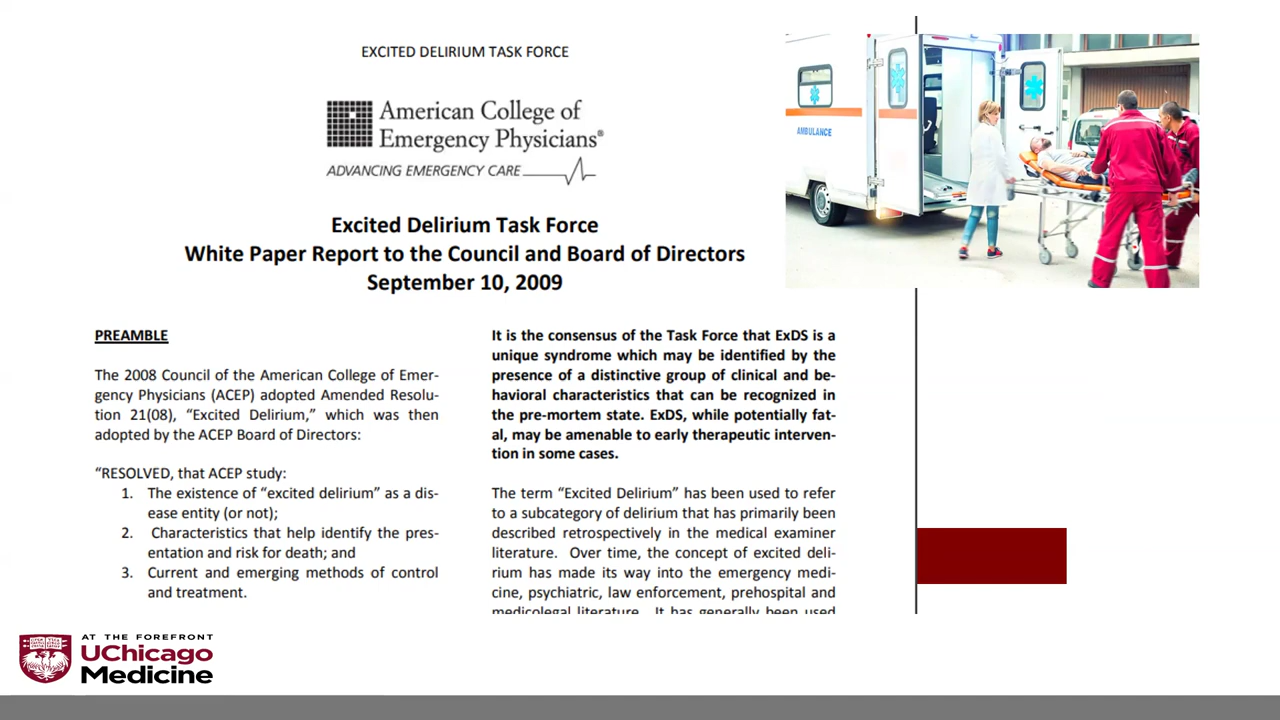 EXCITED DELIRIUM TASK FORCE
American College of
Emergency Physicians®
ADVANCING EMERGENCY CARE
Excited Delirium Task Force
White Paper Report to the Council and Board of Directors
September 10, 2009
PREAMBLE
The 2008 Council of the American College of Emer-
gency Physicians (ACEP) adopted Amended Resolu-
tion 21(08), “Excited Delirium,” which was then
adopted by the ACEP Board of Directors:
“RESOLVED, that ACEP study:
1. The existence of “excited delirium” as a dis-
ease entity (or not);
2. Characteristics that help identify the pres-
entation and risk for death; and
3. Current and emerging methods of control
and treatment.
It is the consensus of the Task Force that ExDS is a
unique syndrome which may be identified by the
presence of a distinctive group of clinical and be-
havioral characteristics that can be recognized in
the pre-mortem state. ExDS, while potentially fat-
al, may be amenable to early therapeutic interven-
tion in some cases.
The term “Excited Delirium” has been used to refer
to a subcategory of delirium that has primarily been
described retrospectively in the medical examiner
literature. Over time, the concept of excited deli-
rium has made its way into the emergency medi-
cine, psychiatric, law enforcement, prehospital and
medicolegal literature. It has generally been used
AMBULANCE
AT THE FOREFRONT
UChicago
Medicine